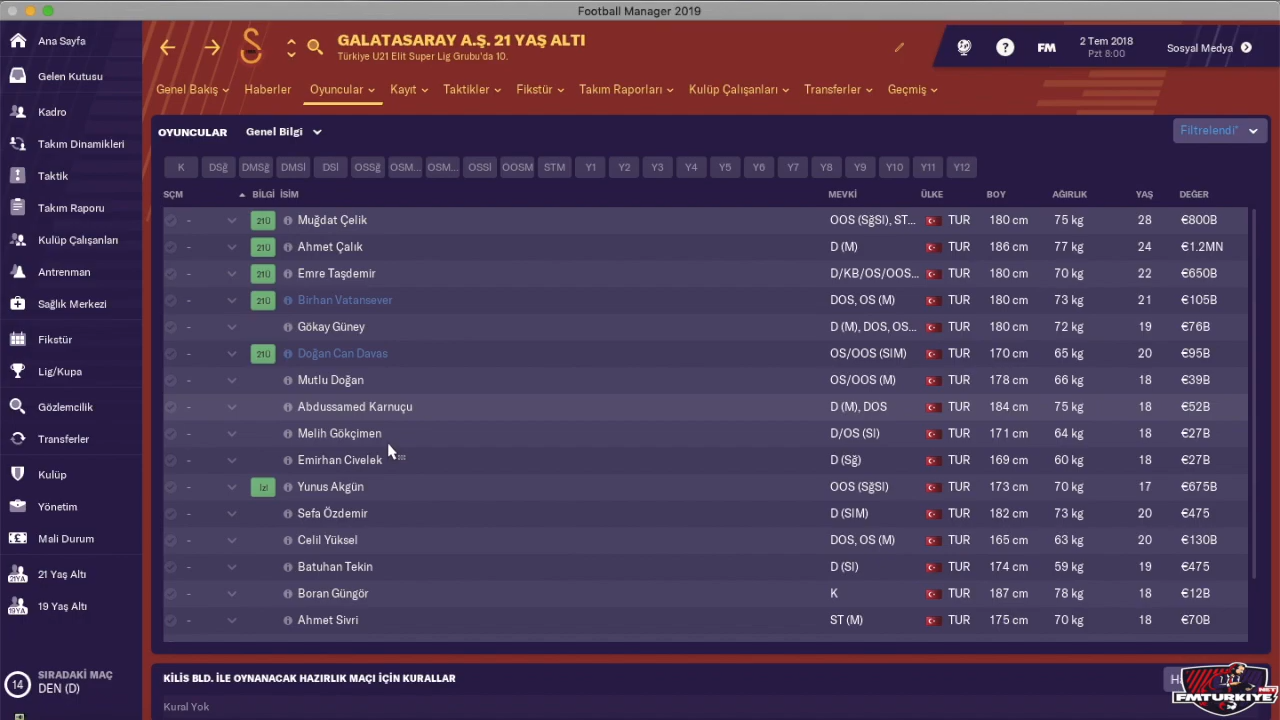 Football Manager 2019
Ana Sayfa
Gelen Kutusu
Kadro
Takım Dinamikleri
Taktik
Takım Raporu
Kulüp Çalışanları
Antrenman
Sağlık Merkezi
Fikstür
Lig/Kupa
Gözlemcilik
Transferler
Kulüp
Yönetim
Mali Durum
21YA 21 Yaş Altı
19YA 19 Yaş Altı
14 SIRADAKİ MAÇ
DEN (D)
GALATASARAY A.Ş. 21 YAŞ ALTI
Türkiye U21 Elit Super Lig Grubu'da 10.
? FM 2 Tem 2018
Pzt 8:00
Sosyal Medya
Genel Bakış Haberler Oyuncular Kayıt Taktikler Fikstür Takım Raporları Kulüp Çalışanları Transferler Geçmiş
OYUNCULAR Genel Bilgi Filtrelendi*
K DSğ DMSğ DMSl DSl OSSğ OSM... OSM... OSSl OOSM STM Y1 Y2 Y3 Y4 Y5 Y6 Y7 Y8 Y9 Y10 Y11 Y12
SÇM BİLGİ İSİM MEVKİ ÜLKE BOY AĞIRLIK YAŞ DEĞER
- 21Ü Muğdat Çelik OOS (SğSl), ST... TUR 180 cm 75 kg 28 €800B
- 21Ü Ahmet Çalık D (M) TUR 186 cm 77 kg 24 €1.2MN
- 21Ü Emre Taşdemir D/KB/OS/OOS... TUR 180 cm 70 kg 22 €650B
- 21Ü Birhan Vatansever DOS, OS (M) TUR 180 cm 73 kg 21 €105B
- Gökay Güney D (M), DOS, OS... TUR 180 cm 72 kg 19 €76B
- 21Ü Doğan Can Davas OS/OOS (SlM) TUR 170 cm 65 kg 20 €95B
- Mutlu Doğan OS/OOS (M) TUR 178 cm 66 kg 18 €39B
- Abdussamed Karnuçu D (M), DOS TUR 184 cm 75 kg 18 €52B
- Melih Gökçimen D/OS (Sl) TUR 171 cm 64 kg 18 €27B
- Emirhan Civelek D (Sğ) TUR 169 cm 60 kg 18 €27B
- İzl Yunus Akgün OOS (SğSl) TUR 173 cm 70 kg 17 €675B
- Sefa Özdemir D (SlM) TUR 182 cm 73 kg 20 €475
- Celil Yüksel DOS, OS (M) TUR 165 cm 63 kg 20 €130B
- Batuhan Tekin D (Sl) TUR 174 cm 59 kg 19 €475
- Boran Güngör K TUR 187 cm 78 kg 18 €12B
- Ahmet Sivri ST (M) TUR 175 cm 70 kg 18 €70B
KİLİS BLD. İLE OYNANACAK HAZIRLIK MAÇI İÇİN KURALLAR
Kural Yok
FMTURKIYE.NET